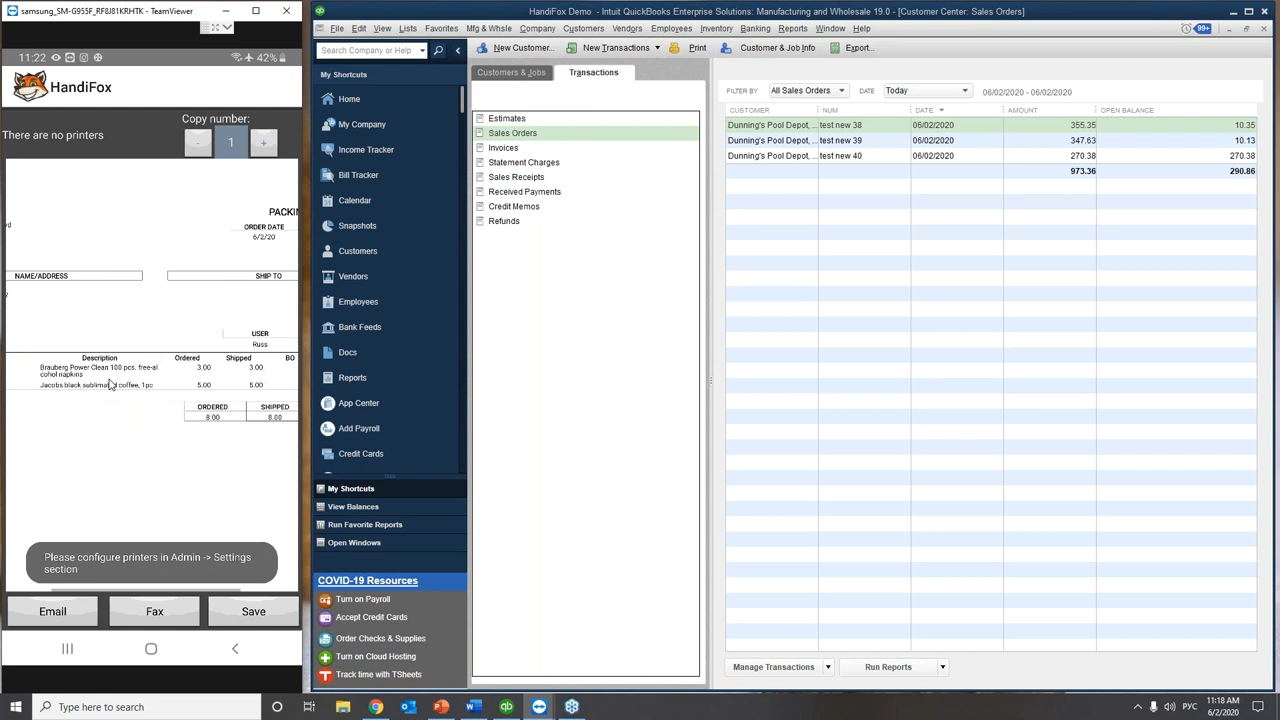 samsung_SM-G955F_RF8J81KRHTK - TeamViewer
HandiFox Demo - Intuit QuickBooks Enterprise Solutions: Manufacturing and Wholesale 19.0 - [Customer Center: Sales Orders]
11:22
42%
HandiFox
There are no printers
Copy number:
-
1
+
PACKIN
ORDER DATE
6/2/20
NAME/ADDRESS
SHIP TO
USER
Russ
Description Ordered Shipped BO
Brauberg Power Clean 100 pcs. free-al 3.00 3.00
cohol napkins
5.00 5.00
ORDERED SHIPPED
8.00 8.00
Please configure printers in Admin -> Settings
section
Email
Fax
Save
File Edit View Lists Favorites Mfg & Whsle Company Customers Vendors Employees Inventory Banking Reports Window Help
99+
Search Company or Help
New Customer...
New Transactions
Print
Customer & Job Info
My Shortcuts
Home
My Company
Income Tracker
Bill Tracker
Calendar
Snapshots
Customers
Vendors
Employees
Bank Feeds
Docs
Reports
App Center
Add Payroll
Credit Cards
My Shortcuts
View Balances
Run Favorite Reports
Open Windows
COVID-19 Resources
Turn on Payroll
Accept Credit Cards
Order Checks & Supplies
Turn on Cloud Hosting
Track time with TSheets
Customers & Jobs
Transactions
Estimates
Sales Orders
Invoices
Statement Charges
Sales Receipts
Received Payments
Credit Memos
Refunds
FILTER BY All Sales Orders DATE Today 06/02/2020 - 06/02/2020
CUSTOMER NUM DATE AMOUNT OPEN BALANCE
Dunning's Pool Depot, ... test new 38 06/02/2020 355.35 10.35
Dunning's Pool Depot, ... test new 39 06/02/2020 347.63 10.13
Dunning's Pool Depot, ... test new 40 06/02/2020 270.38 270.38
973.36 290.86
Manage Transactions
Run Reports
Type here to search
РУС
11:18 AM
6/2/2020